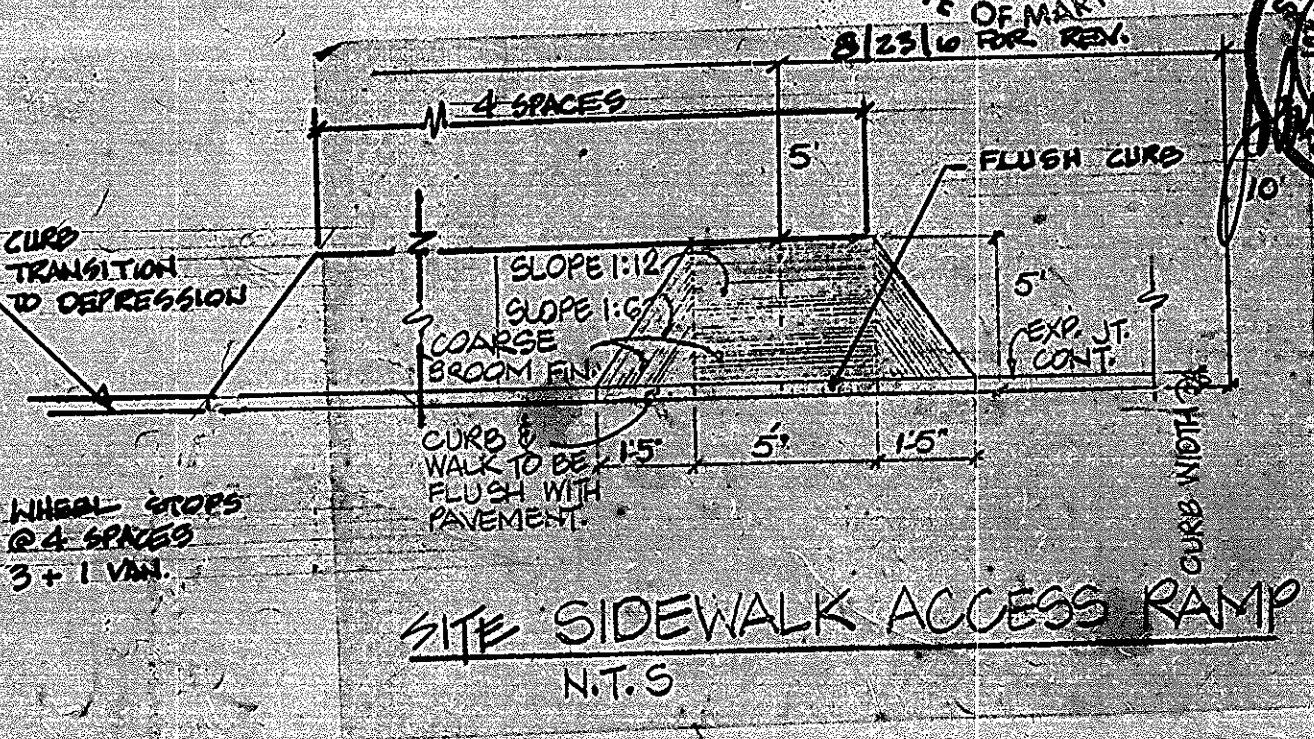 OF MARY
8/23/10 FOR REV.
4 SPACES
5'
FLUSH CURB
10'
CURB
TRANSITION
TO DEPRESSION
SLOPE 1:12
SLOPE 1:6
COARSE
BROOM FIN.
5'
EXP. JT.
CONT.
CURB &
WALK TO BE
FLUSH WITH
PAVEMENT.
1'-5"
5'
1'-5"
CURB WIDTH
WHEEL STOPS
@ 4 SPACES
3 + 1 VAN.
SITE SIDEWALK ACCESS RAMP
N.T.S